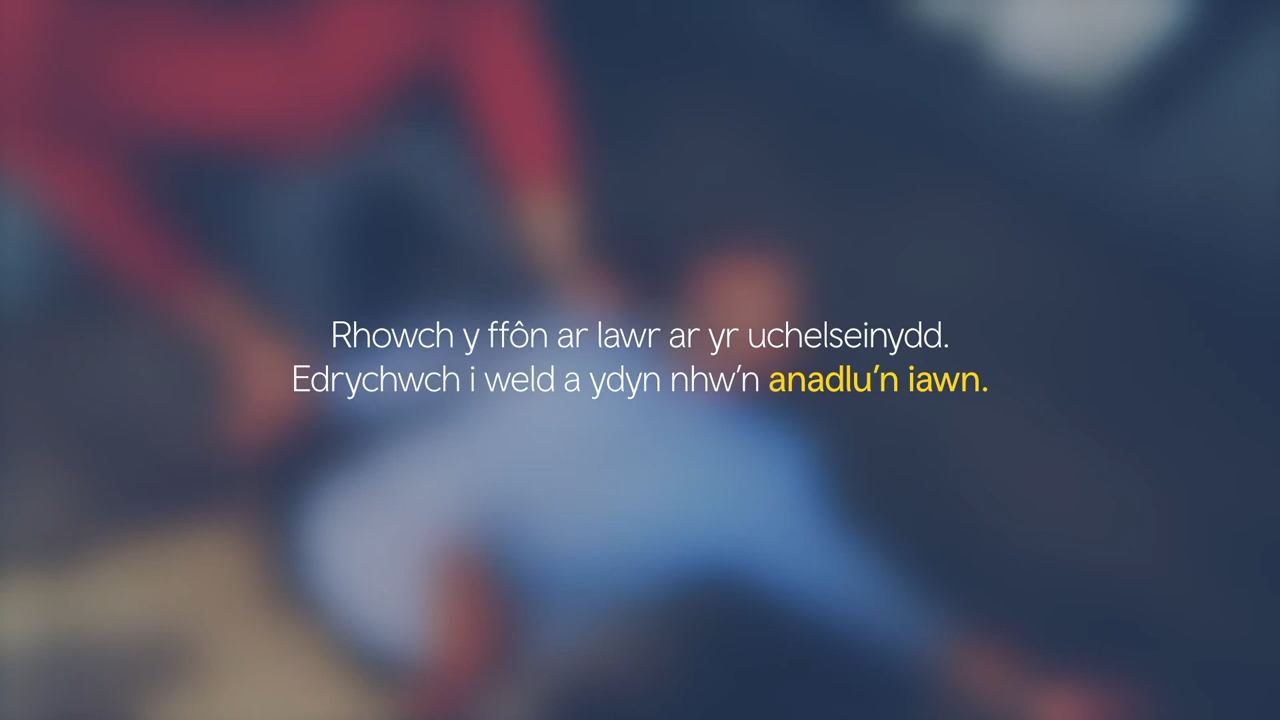 Rhowch y ffôn ar lawr ar yr uchelseinydd.
Edrychwch i weld a ydyn nhw’n anadlu’n iawn.